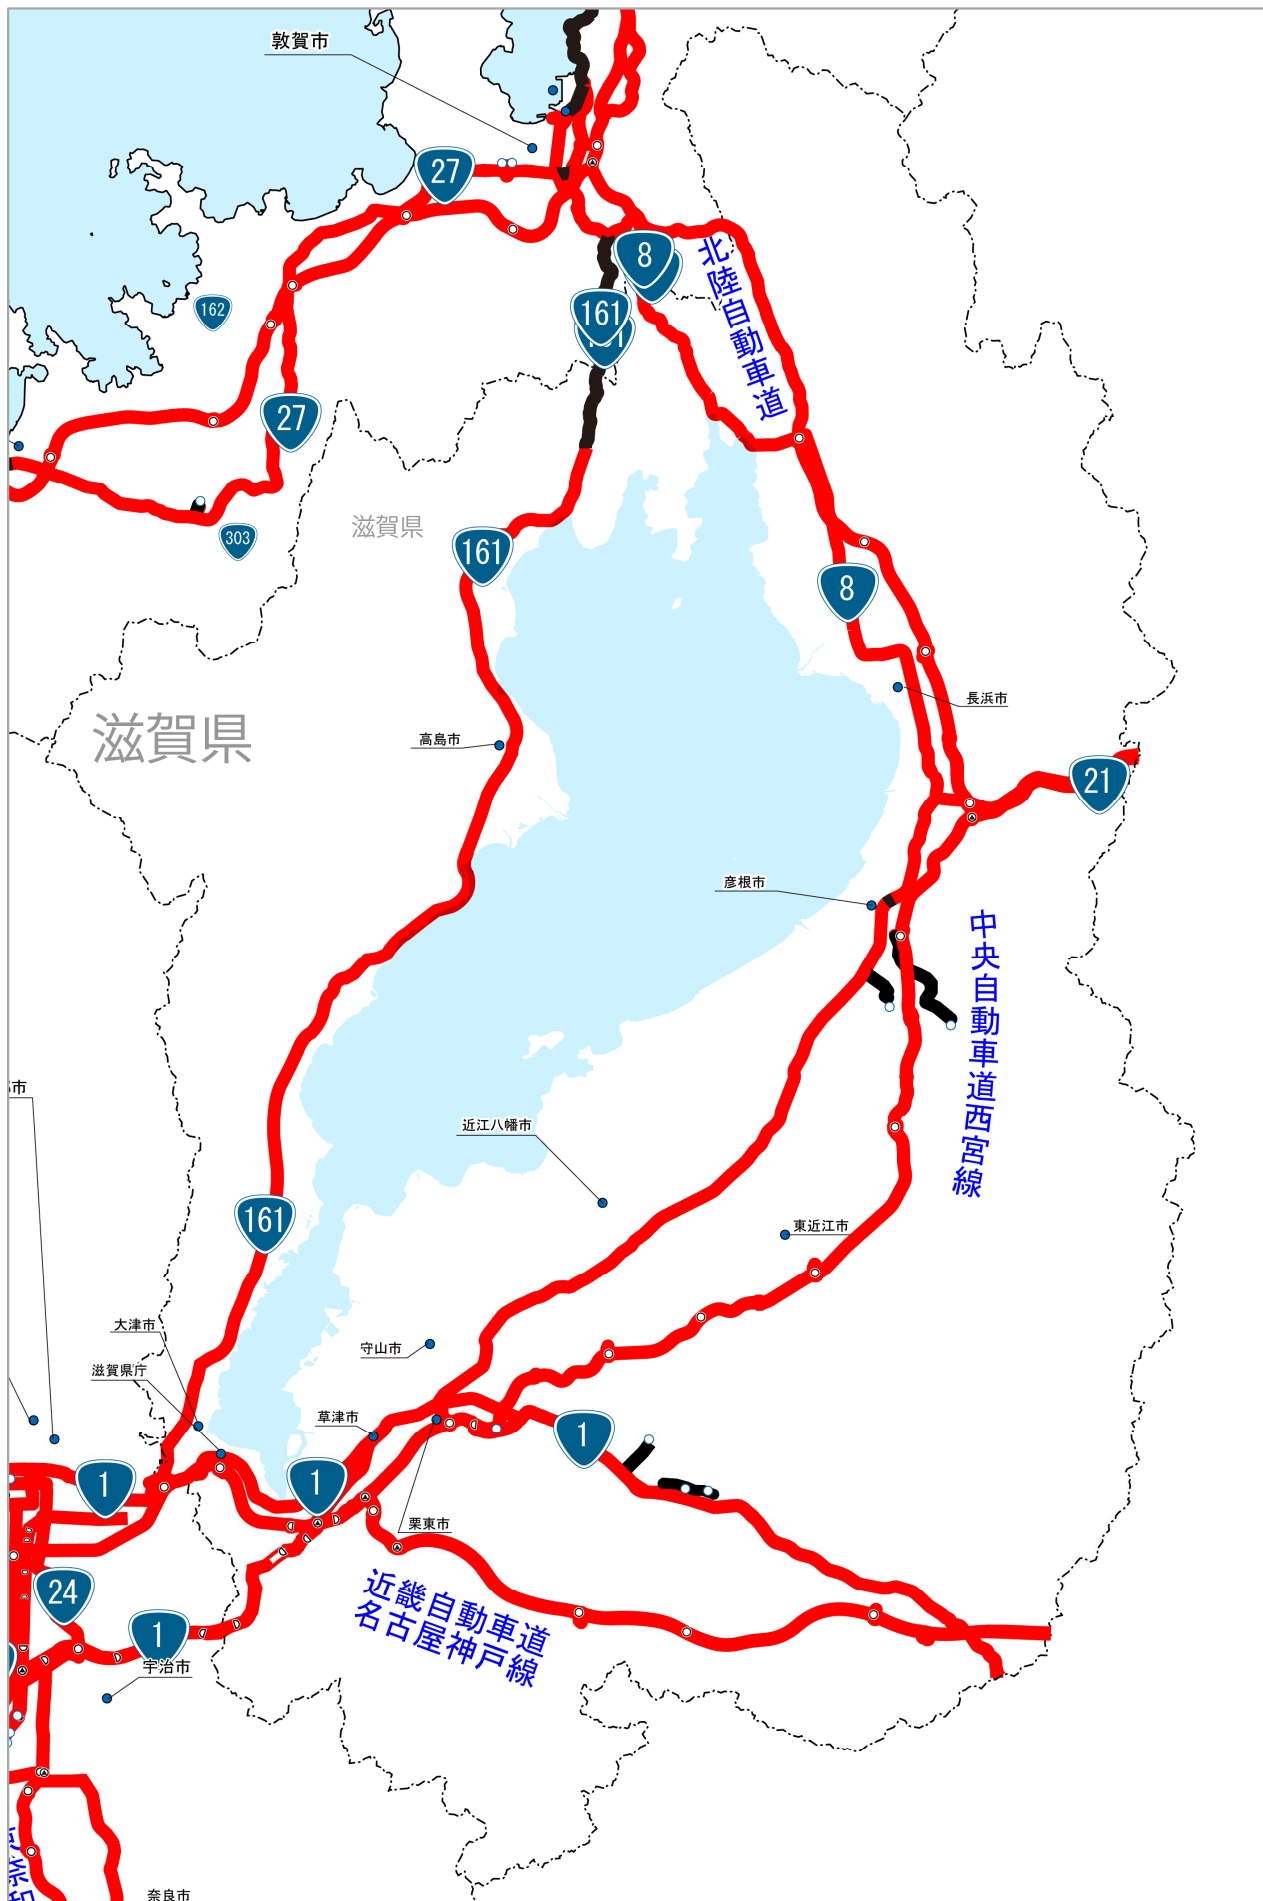 敦賀市
27
8
北陸自動車道
162
161
27
滋賀県
303
161
8
長浜市
滋賀県
高島市
21
彦根市
中央自動車道西宮線
市
近江八幡市
161
東近江市
大津市
守山市
滋賀県庁
草津市
1
1
1
栗東市
24
近畿自動車道
名古屋神戸線
1
宇治市
奈良市